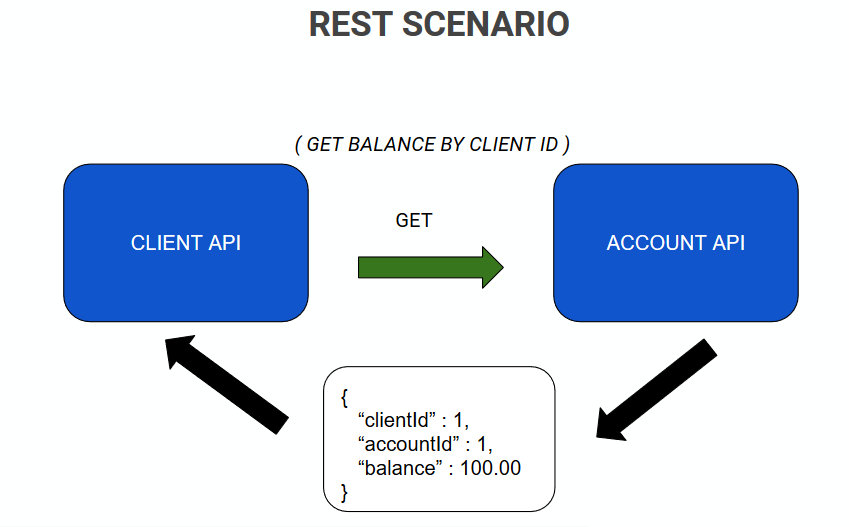 REST SCENARIO
( GET BALANCE BY CLIENT ID )
CLIENT API
GET
ACCOUNT API
{
“clientId” : 1,
“accountId” : 1,
“balance” : 100.00
}